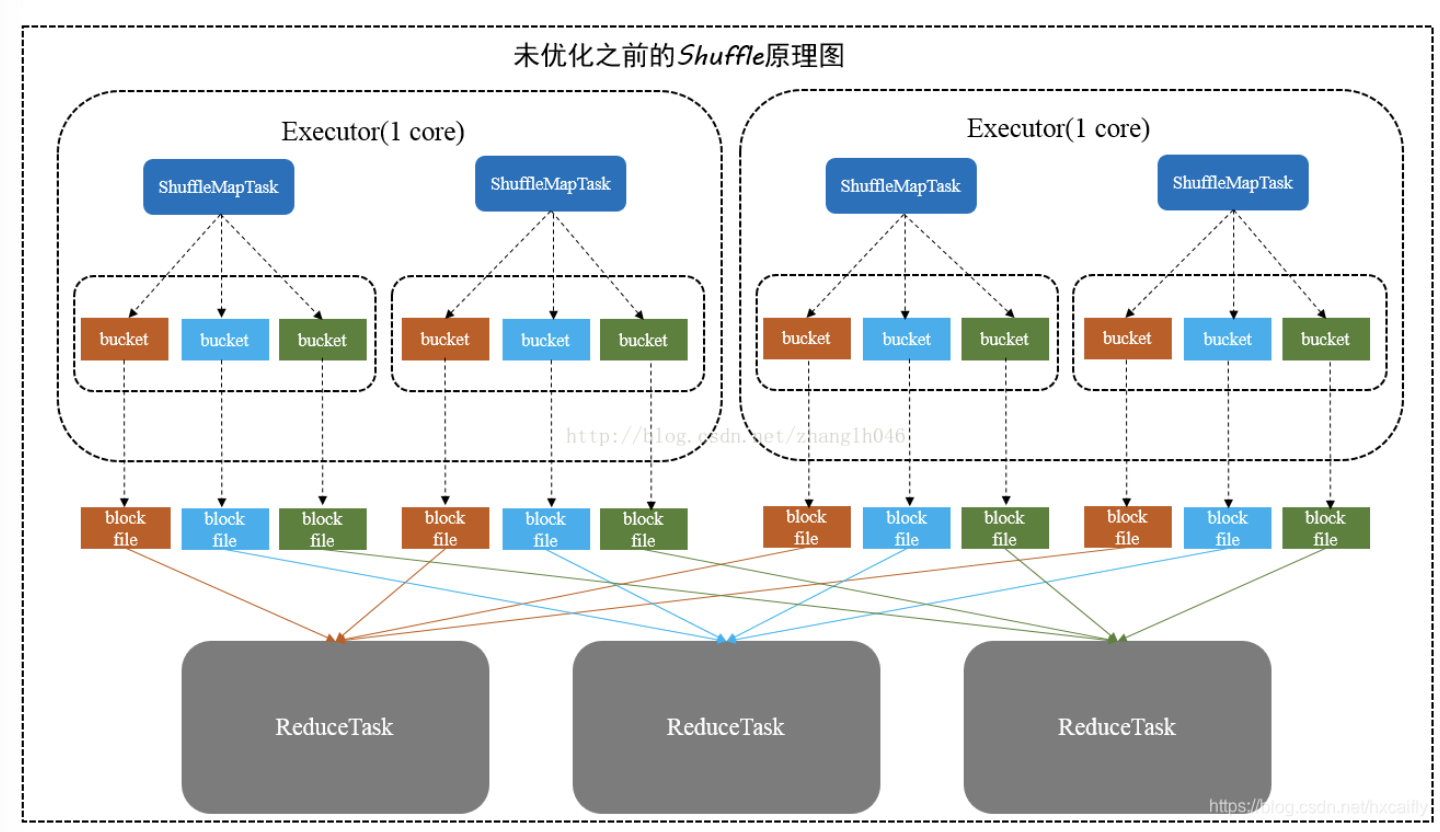 未优化之前的Shuffle原理图
Executor(1 core)
Executor(1 core)
ShuffleMapTask
ShuffleMapTask
ShuffleMapTask
ShuffleMapTask
bucket
bucket
bucket
bucket
bucket
bucket
bucket
bucket
bucket
bucket
bucket
bucket
http://blog.csdn.net/zhanglh046
block
file
block
file
block
file
block
file
block
file
block
file
block
file
block
file
block
file
block
file
block
file
block
file
ReduceTask
ReduceTask
ReduceTask
https://blog.csdn.net/hxcaifly